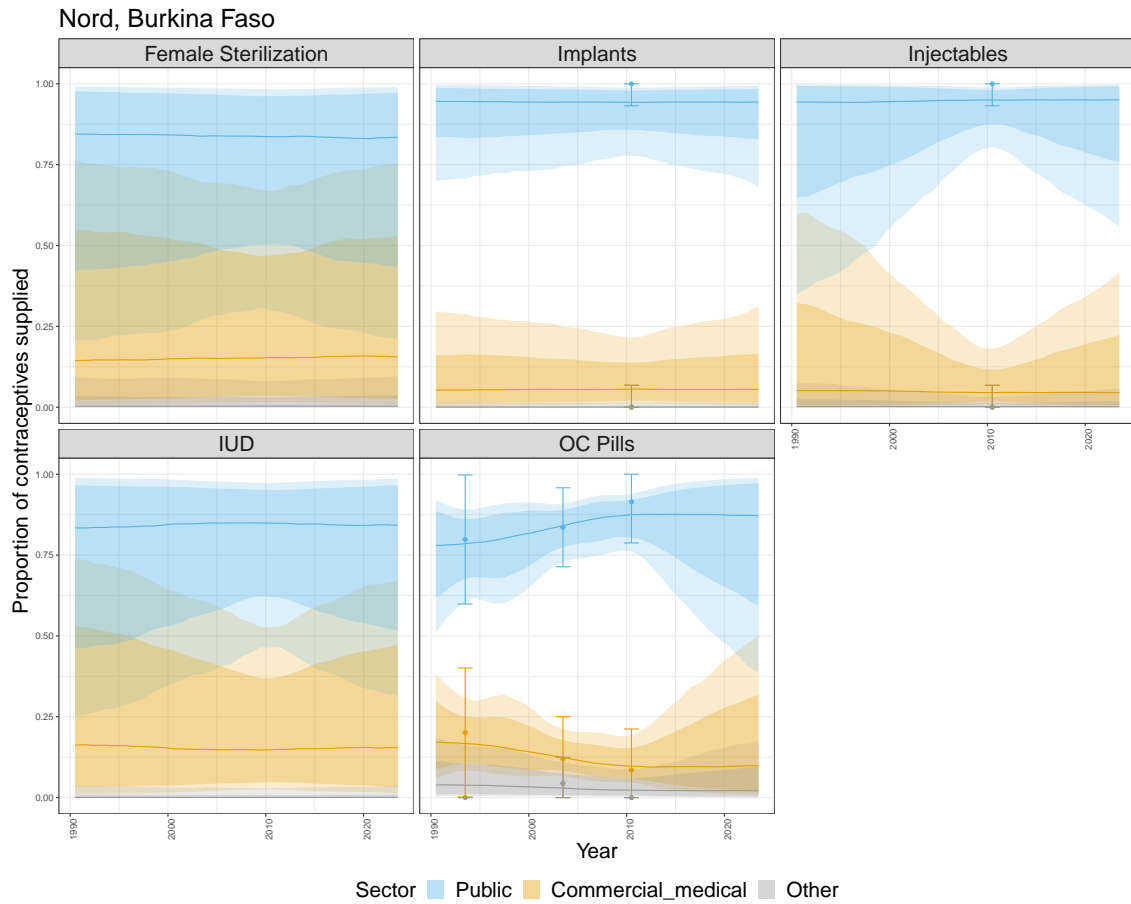 Nord, Burkina Faso
Female Sterilization
Implants
Injectables
Proportion of contraceptives supplied
1.00
0.75
0.50
0.25
0.00
1990
2000
2010
2020
IUD
OC Pills
1.00
0.75
0.50
0.25
0.00
1990
2000
2010
2020
1990
2000
2010
2020
Year
Sector Public Commercial_medical Other